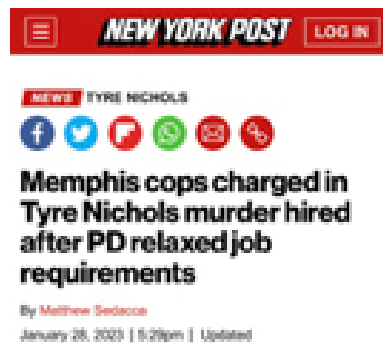 NEW YORK POST
LOG IN
NEWS TYRE NICHOLS
Memphis cops charged in
Tyre Nichols murder hired
after PD relaxed job
requirements
By Matthew Sedacca
January 28, 2023 | 5:29pm | Updated